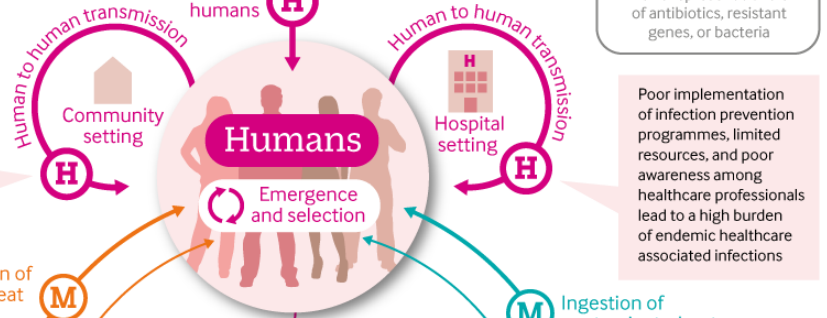 humans
H
Human to human transmission
Community
setting
H
Humans
Emergence
and selection
Human to human transmission
H
Hospital
setting
H
of antibiotics, resistant
genes, or bacteria
Poor implementation
of infection prevention
programmes, limited
resources, and poor
awareness among
healthcare professionals
lead to a high burden
of endemic healthcare
associated infections
of
M
M
Ingestion of